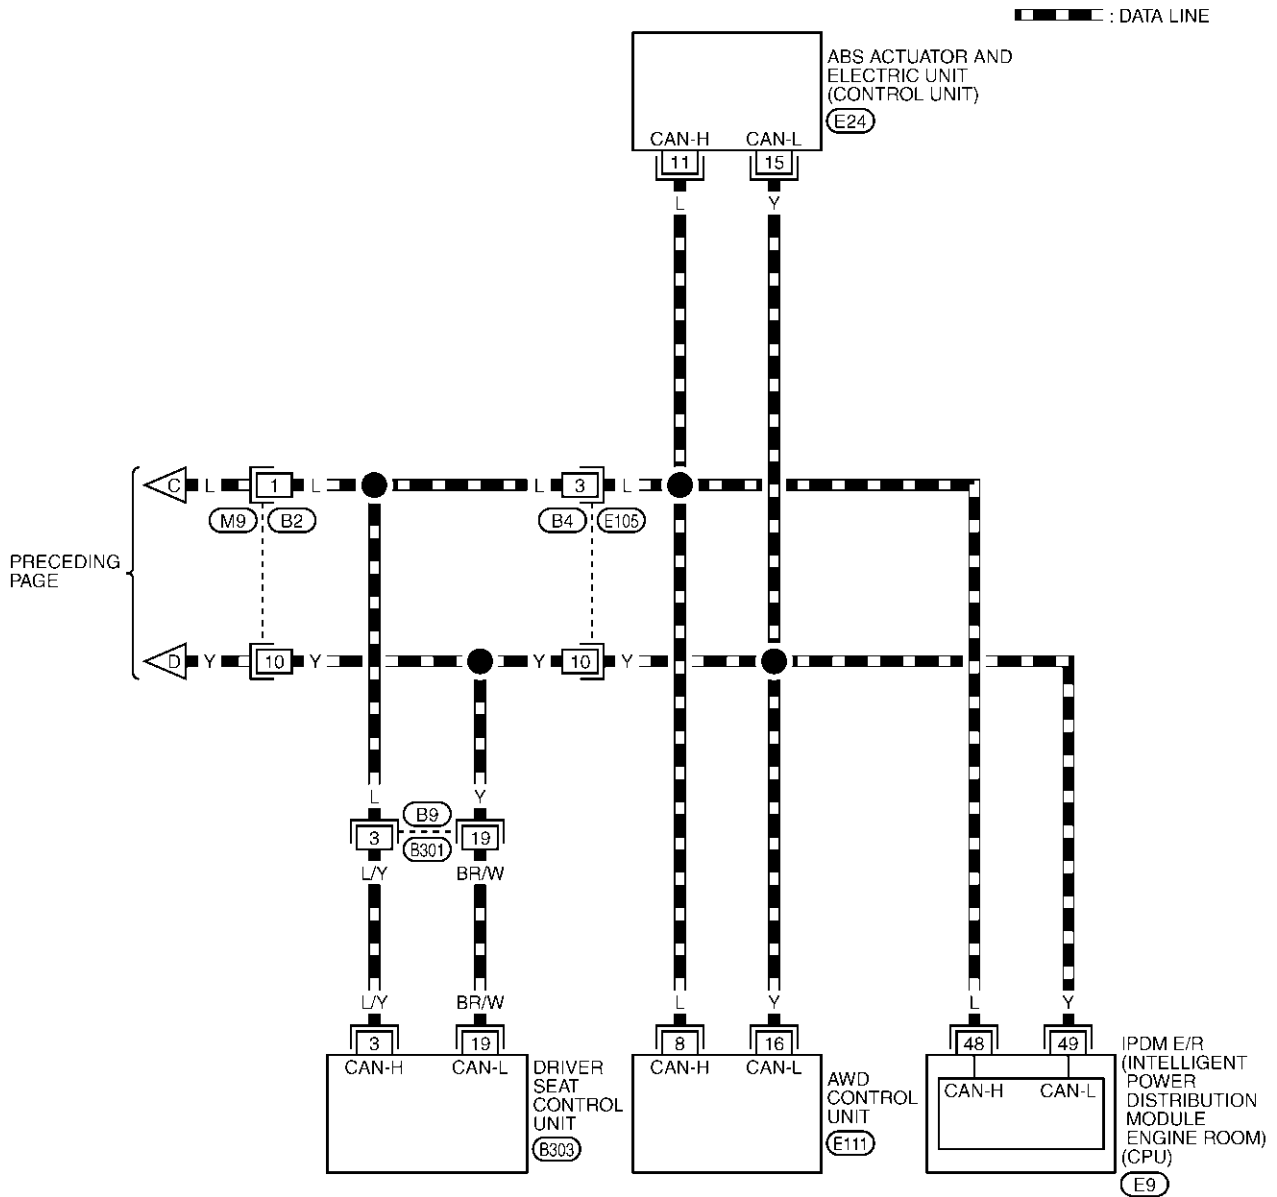 : DATA LINE
ABS ACTUATOR AND
ELECTRIC UNIT
(CONTROL UNIT)
E24
CAN-H CAN-L
11 15
L Y
C L 1 L L 3 L
M9 B2 B4 E105
PRECEDING
PAGE
D Y 10 Y Y 10 Y
L Y
B9
3 19
B301
L/Y BR/W
L/Y BR/W L Y L Y
3 19 8 16 48 49
CAN-H CAN-L
DRIVER
SEAT
CONTROL
UNIT
B303
CAN-H CAN-L
AWD
CONTROL
UNIT
E111
CAN-H CAN-L
IPDM E/R
(INTELLIGENT
POWER
DISTRIBUTION
MODULE
ENGINE ROOM)
(CPU)
E9